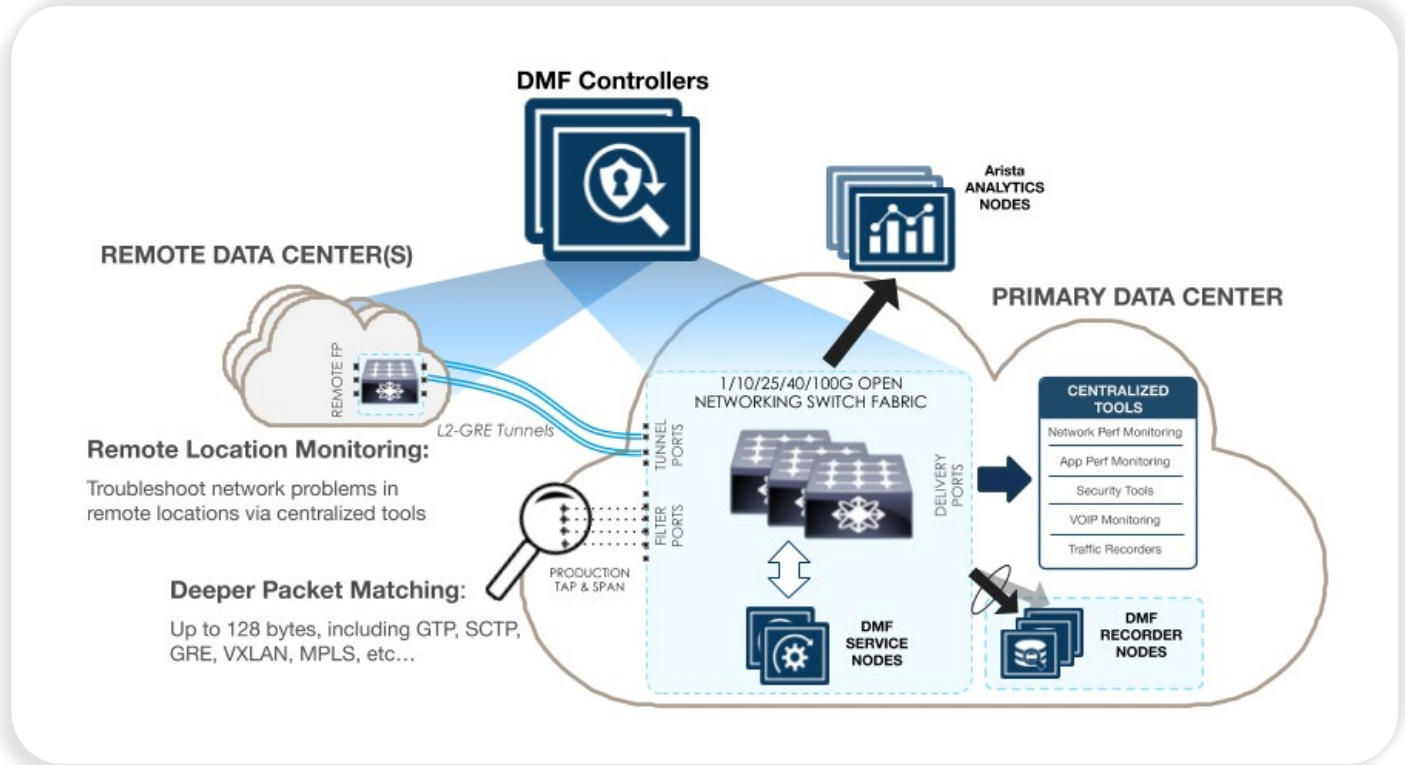 DMF Controllers
Arista
ANALYTICS
NODES
REMOTE DATA CENTER(S)
PRIMARY DATA CENTER
REMOTE FP
1/10/25/40/100G OPEN
NETWORKING SWITCH FABRIC
CENTRALIZED
TOOLS
Network Perf Monitoring
App Perf Monitoring
Security Tools
VOIP Monitoring
Traffic Recorders
L2-GRE Tunnels
TUNNEL
PORTS
DELIVERY
PORTS
Remote Location Monitoring:
Troubleshoot network problems in
remote locations via centralized tools
FILTER
PORTS
PRODUCTION
TAP & SPAN
Deeper Packet Matching:
Up to 128 bytes, including GTP, SCTP,
GRE, VXLAN, MPLS, etc...
DMF
SERVICE
NODES
DMF
RECORDER
NODES